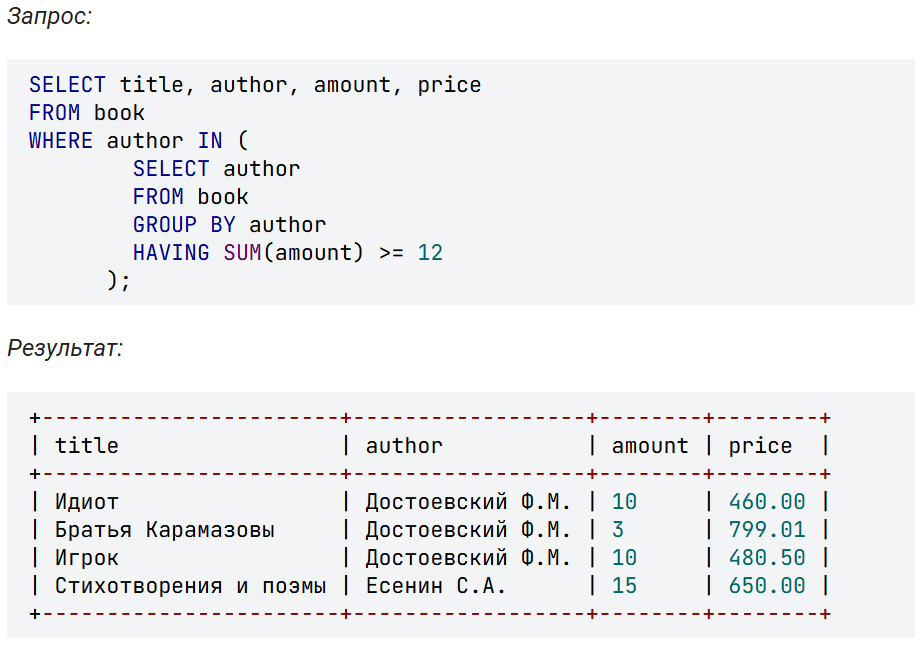 Запрос:
SELECT title, author, amount, price
FROM book
WHERE author IN (
        SELECT author
        FROM book
        GROUP BY author
        HAVING SUM(amount) >= 12
      );
Результат:
+-----------------------+------------------+--------+--------+
| title                 | author           | amount | price  |
+-----------------------+------------------+--------+--------+
| Идиот                 | Достоевский Ф.М. | 10     | 460.00 |
| Братья Карамазовы     | Достоевский Ф.М. | 3      | 799.01 |
| Игрок                 | Достоевский Ф.М. | 10     | 480.50 |
| Стихотворения и поэмы | Есенин С.А.      | 15     | 650.00 |
+-----------------------+------------------+--------+--------+